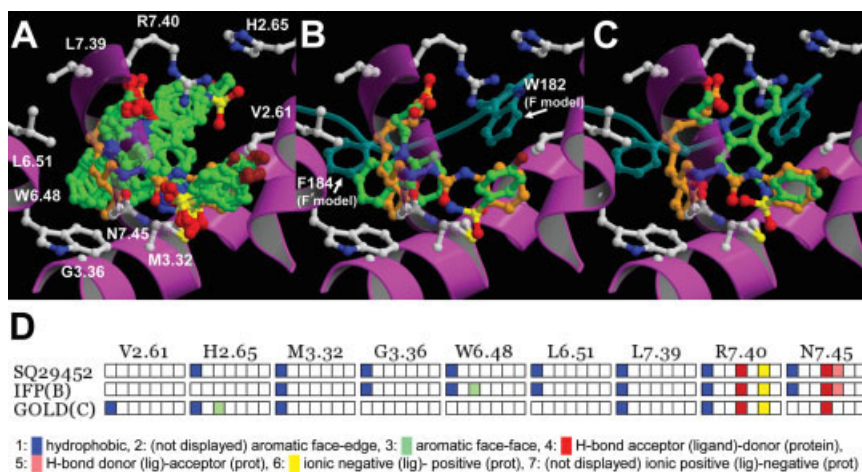 A
R7.40
H2.65
L7.39
V2.61
L6.51
W6.48
N7.45
G3.36
M3.32
B
W182
(F model)
F184
(F model)
C
D
V2.61 H2.65 M3.32 G3.36 W6.48 L6.51 L7.39 R7.40 N7.45
SQ29452
IFP(B)
GOLD(C)
1: hydrophobic, 2: (not displayed) aromatic face-edge, 3: aromatic face-face, 4: H-bond acceptor (ligand)-donor (protein),
5: H-bond donor (lig)-acceptor (prot), 6: ionic negative (lig)- positive (prot), 7: (not displayed) ionic positive (lig)-negative (prot)